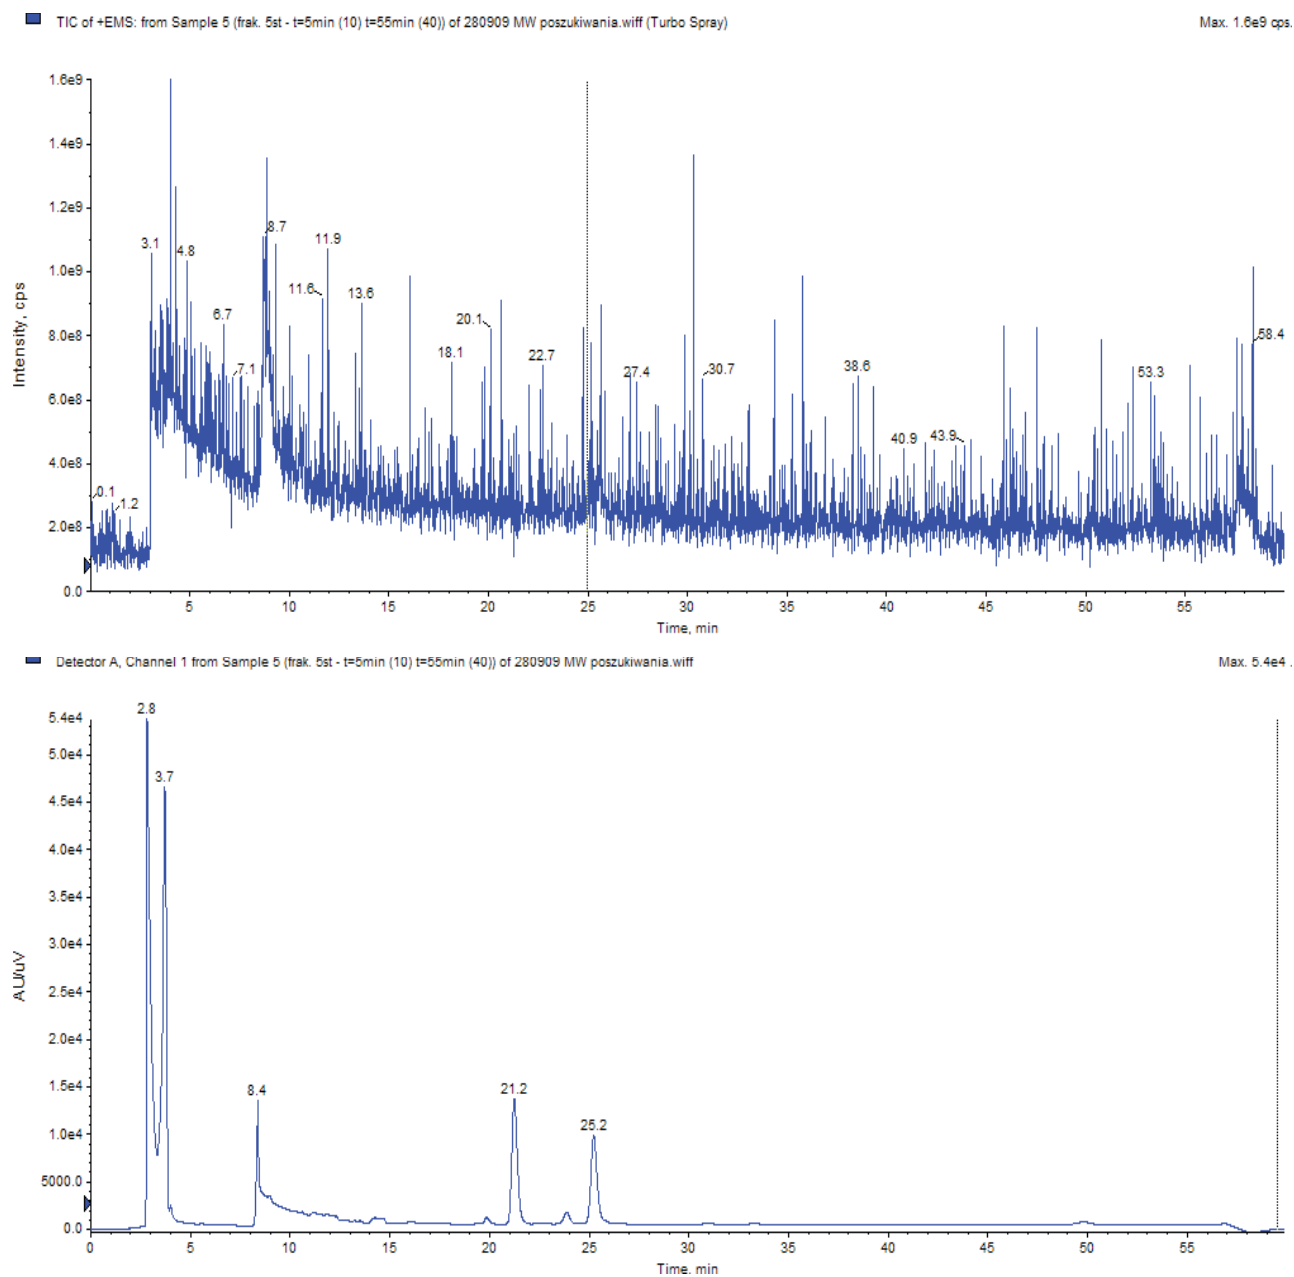 TIC of +EMS: from Sample 5 (frak. 5st - t=5min (10) t=55min (40)) of 280909 MW poszukiwania.wiff (Turbo Spray) Max. 1.6e9 cps.
1.6e9
1.4e9
1.2e9
1.0e9
8.0e8
6.0e8
4.0e8
2.0e8
0.0
Intensity, cps
0.1
1.2
3.1
4.8
6.7
7.1
8.7
11.6
11.9
13.6
18.1
20.1
22.7
27.4
30.7
38.6
40.9
43.9
53.3
58.4
5 10 15 20 25 30 35 40 45 50 55
Time, min
Detector A, Channel 1 from Sample 5 (frak. 5st - t=5min (10) t=55min (40)) of 280909 MW poszukiwania.wiff Max. 5.4e4 .
5.4e4
5.0e4
4.5e4
4.0e4
3.5e4
3.0e4
2.5e4
2.0e4
1.5e4
1.0e4
5000.0
0.0
AU/uV
2.8
3.7
8.4
21.2
25.2
0 5 10 15 20 25 30 35 40 45 50 55
Time, min